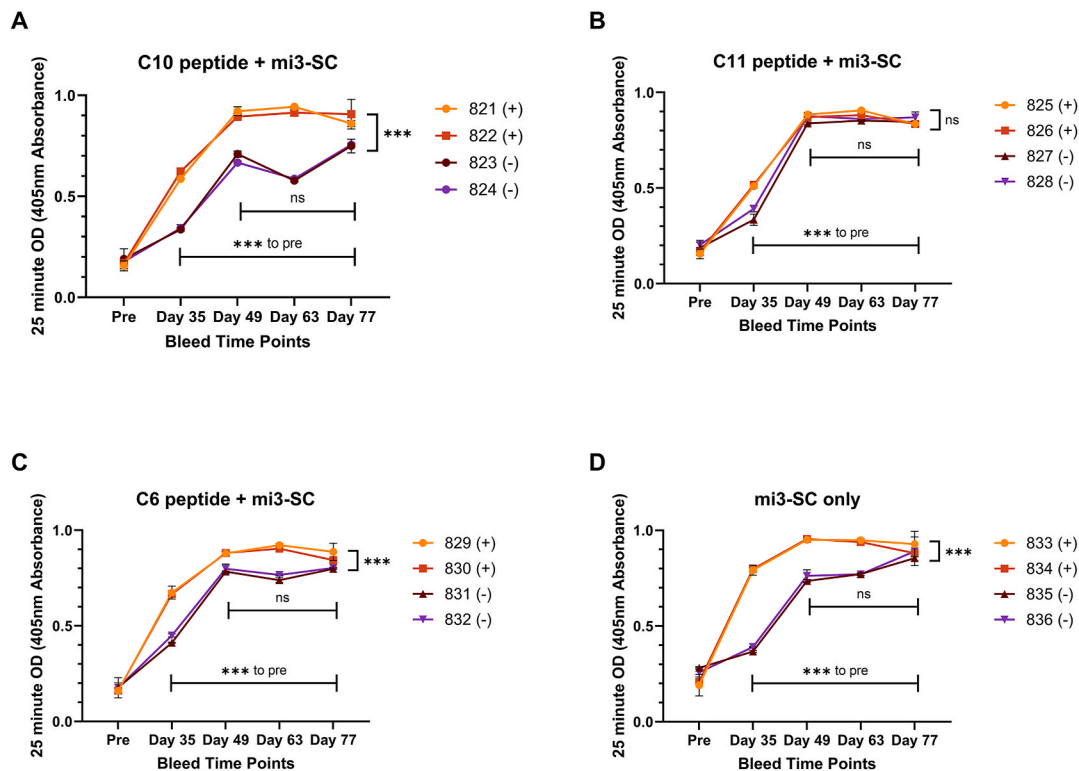 A
C10 peptide + mi3-SC
25 minute OD (405nm Absorbance)
1.0
0.5
0.0
Pre Day 35 Day 49 Day 63 Day 77
Bleed Time Points
821 (+)
822 (+)
823 (-)
824 (-)
***
ns
*** to pre
B
C11 peptide + mi3-SC
25 minute OD (405nm Absorbance)
1.0
0.5
0.0
Pre Day 35 Day 49 Day 63 Day 77
Bleed Time Points
825 (+)
826 (+)
827 (-)
828 (-)
ns
ns
*** to pre
C
C6 peptide + mi3-SC
25 minute OD (405nm Absorbance)
1.0
0.5
0.0
Pre Day 35 Day 49 Day 63 Day 77
Bleed Time Points
829 (+)
830 (+)
831 (-)
832 (-)
***
ns
*** to pre
D
mi3-SC only
25 minute OD (405nm Absorbance)
1.0
0.5
0.0
Pre Day 35 Day 49 Day 63 Day 77
Bleed Time Points
833 (+)
834 (+)
835 (-)
836 (-)
***
ns
*** to pre